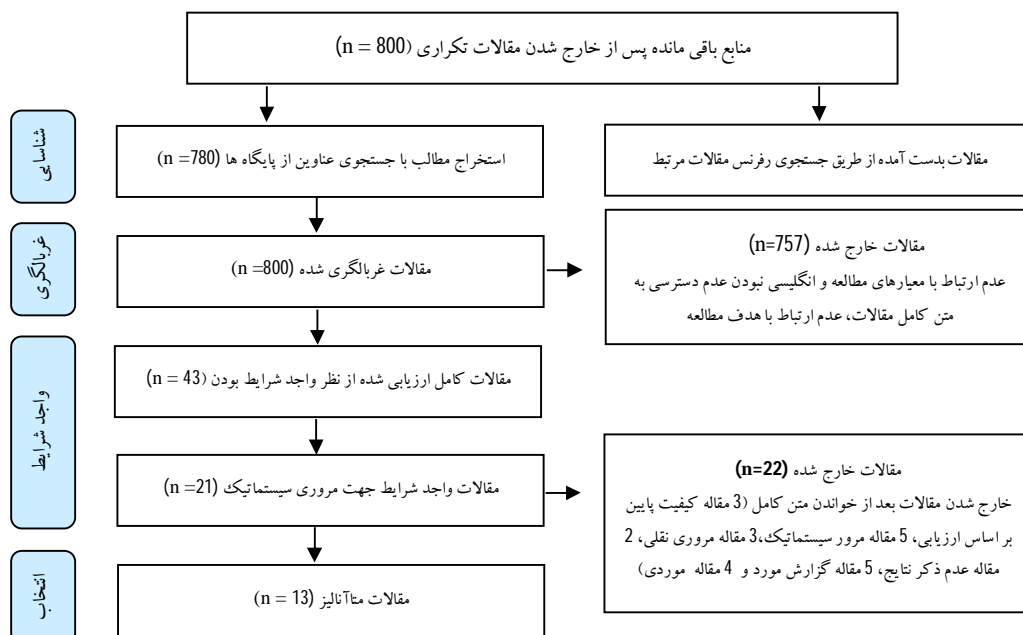 منابع باقی مانده پس از خارج شدن مقالات تکراری (n = 800)
شناسایی
استخراج مطالب با جستجوی عناوین از پایگاه ها (n =780)
مقالات بدست آمده از طریق جستجوی رفرنس مقالات مرتبط
غربالگری
مقالات غربالگری شده (n =800)
مقالات خارج شده (n=757)
عدم ارتباط با معیارهای مطالعه و انگلیسی نبودن عدم دسترسی به
متن کامل مقالات، عدم ارتباط با هدف مطالعه
واجد شرایط
مقالات کامل ارزیابی شده از نظر واجد شرایط بودن (n = 43)
مقالات واجد شرایط جهت مروری سیستماتیک (n =21)
مقالات خارج شده (n=22)
خارج شدن مقالات بعد از خواندن متن کامل (3 مقاله کیفیت پایین
بر اساس ارزیابی، 5 مقاله مرور سیستماتیک،3 مقاله مروری نقلی، 2
مقاله عدم ذکر نتایج، 5 مقاله گزارش مورد و 4 مقاله موردی)
انتخاب
مقالات متاآنالیز (n = 13)